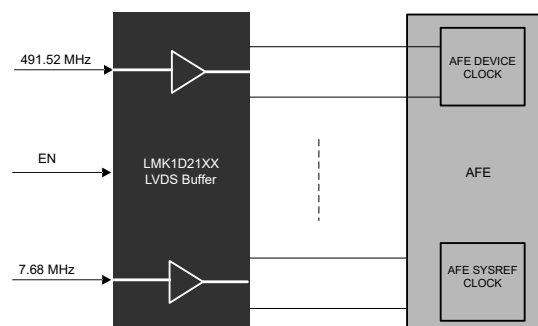 491.52 MHz
EN
7.68 MHz
LMK1D21XX
LVDS Buffer
AFE DEVICE
CLOCK
AFE
AFE SYSREF
CLOCK